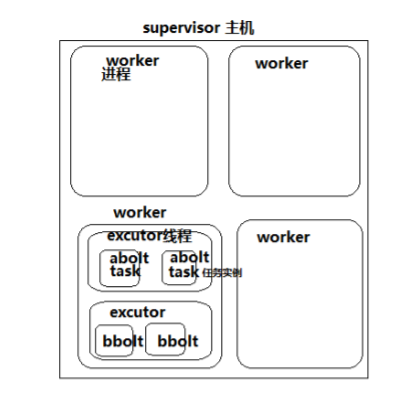 supervisor 主机
worker
进程
worker
worker
excutor线程
abolt
task
abolt
task 任务实例
worker
excutor
bbolt
bbolt